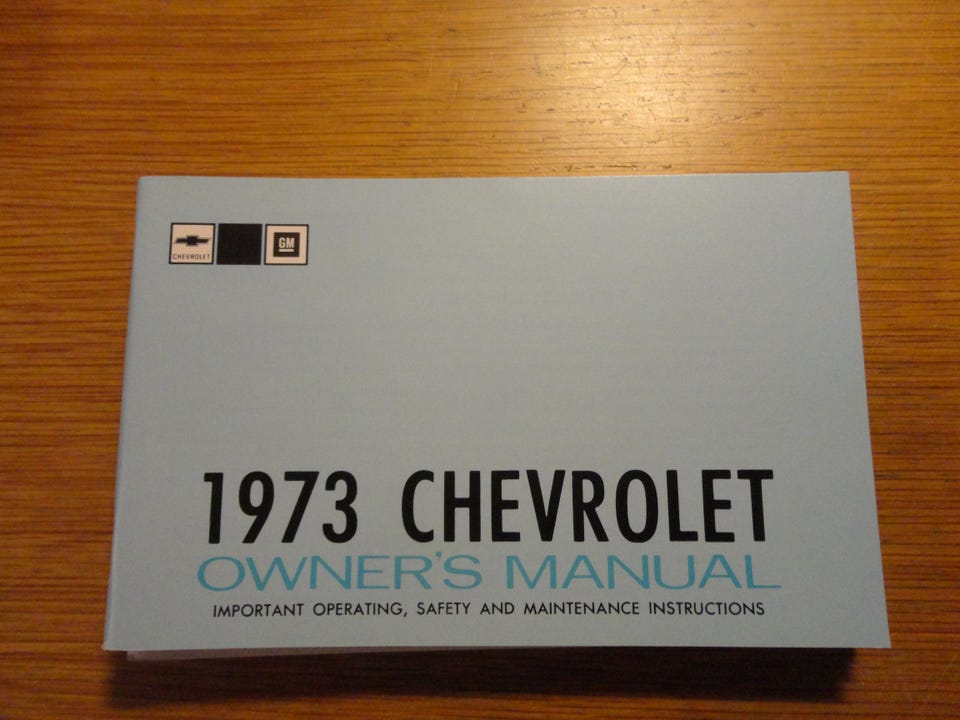 CHEVROLET
GM
1973 CHEVROLET
OWNER'S MANUAL
IMPORTANT OPERATING, SAFETY AND MAINTENANCE INSTRUCTIONS